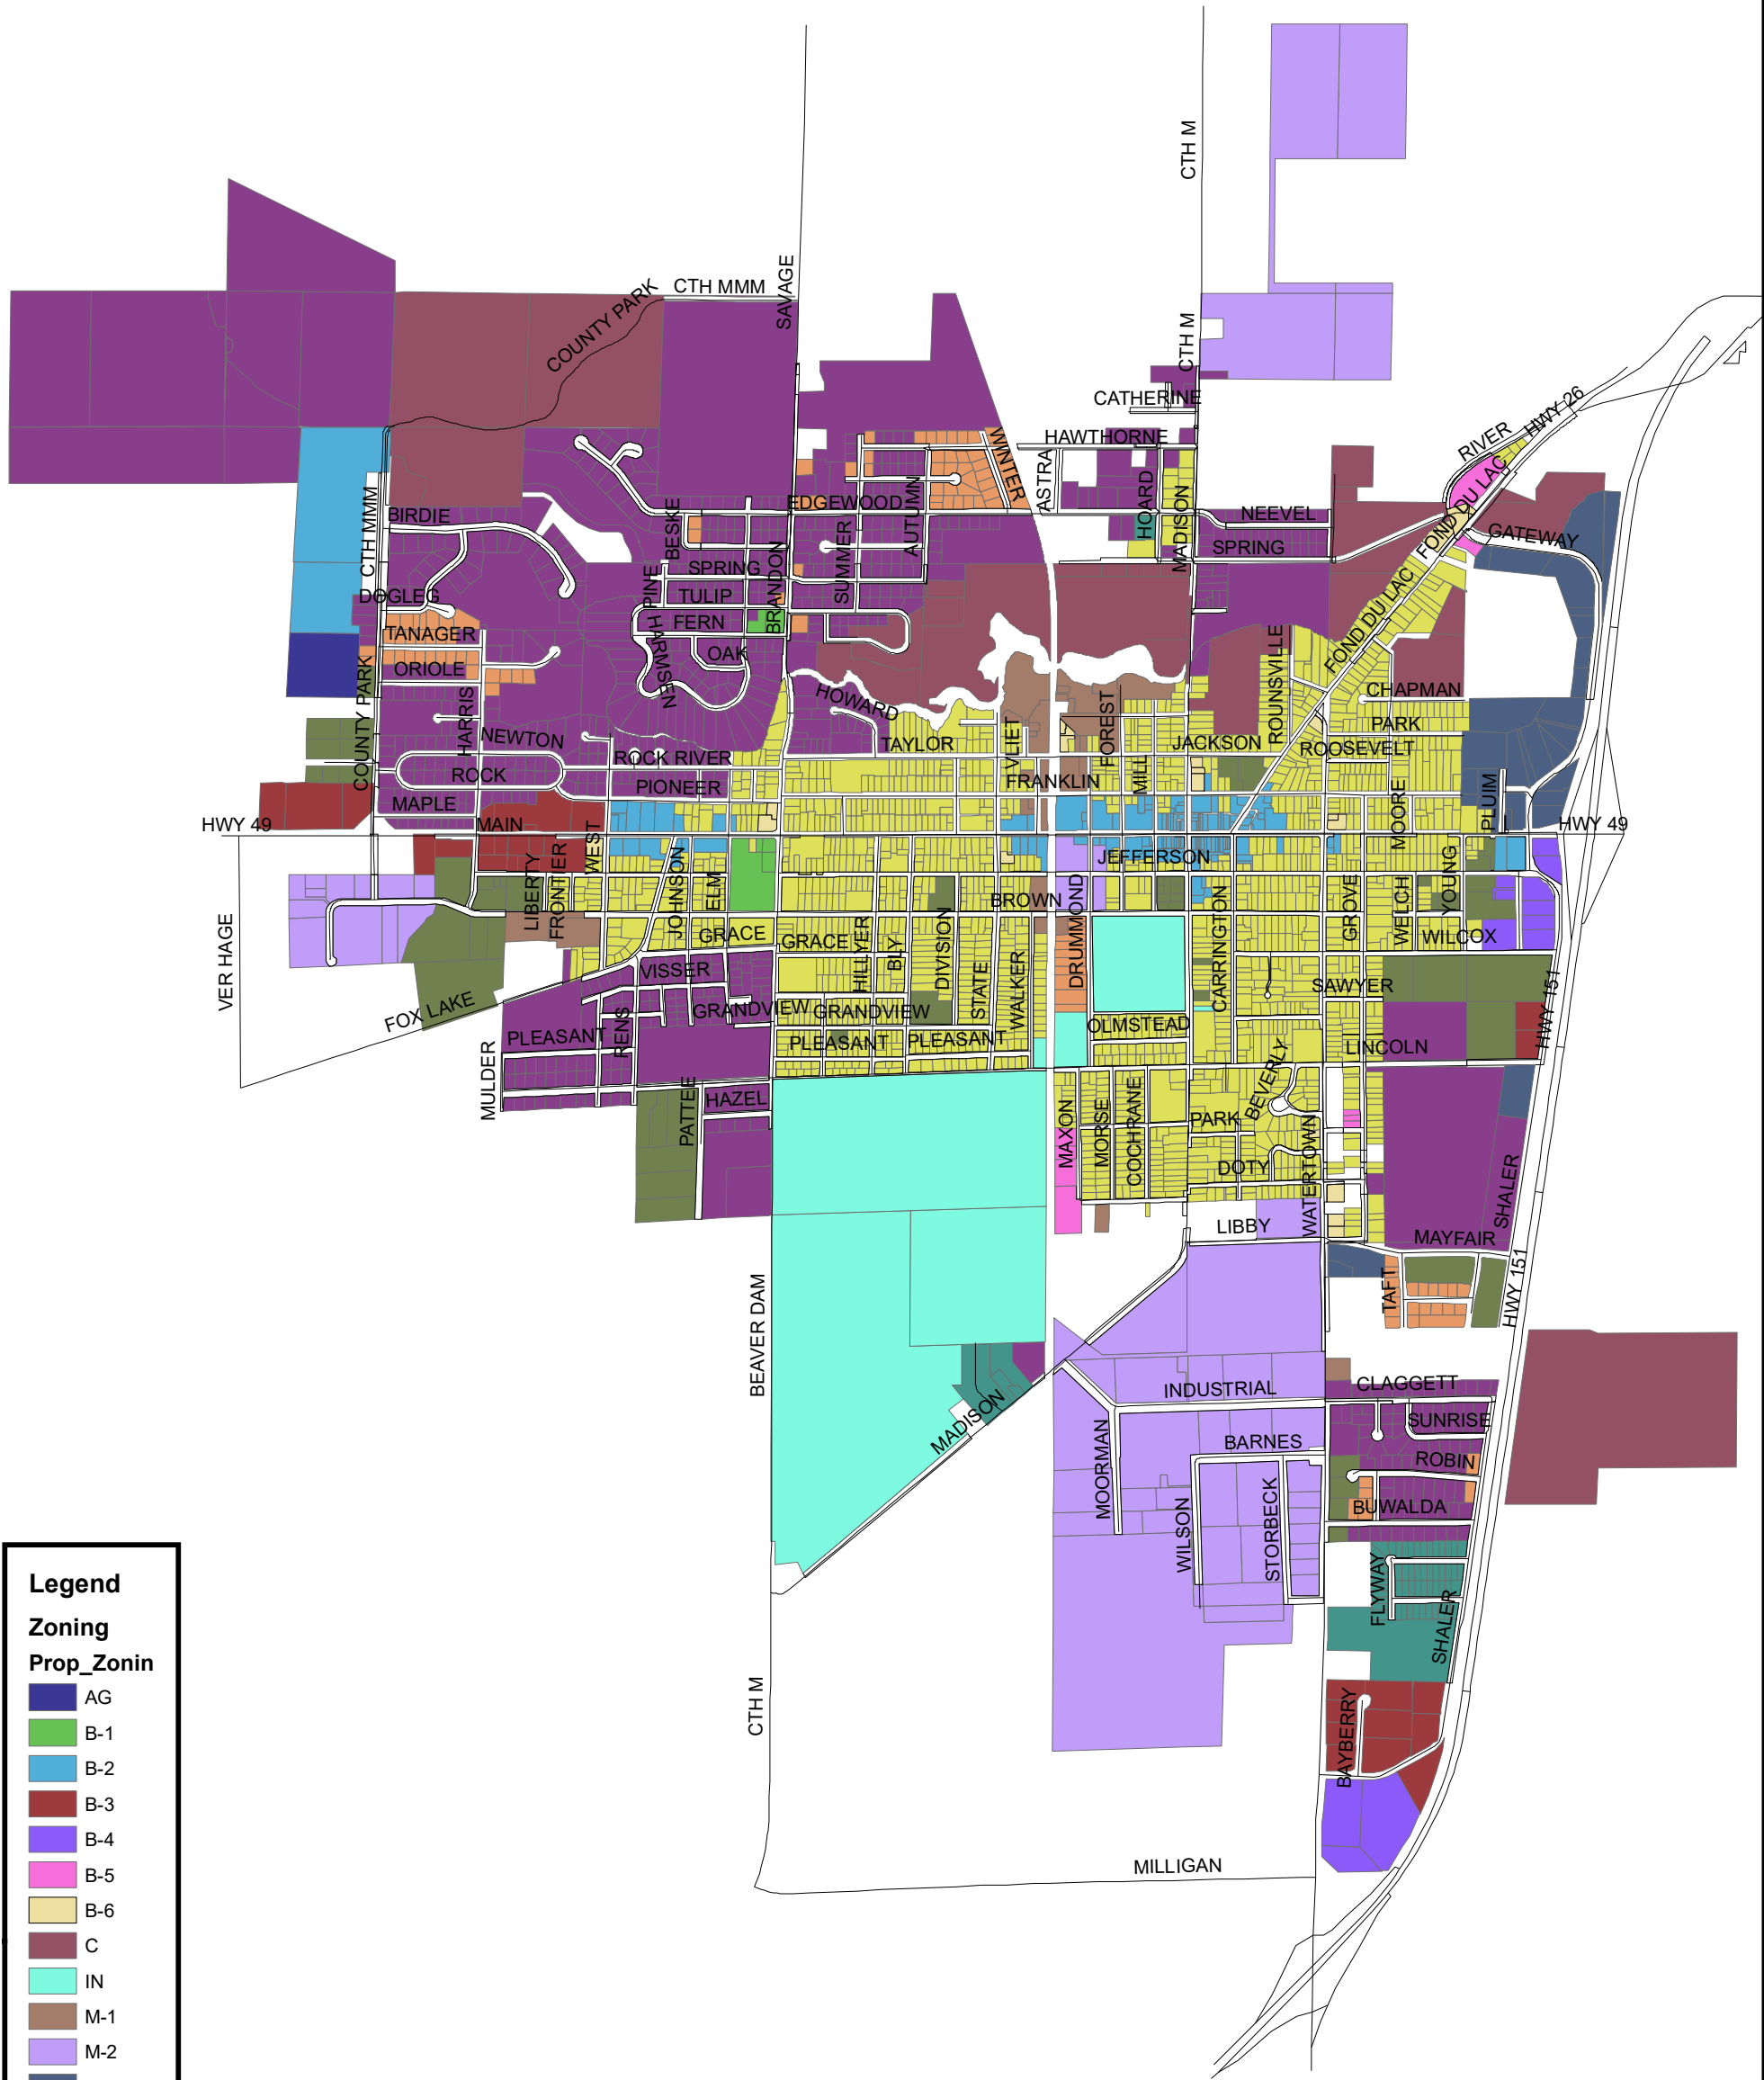 CTH M
CTH MMM
COUNTY PARK
SAVAGE
CTH M
CATHERINE
HAWTHORNE
WINTER
ASTRA
RIVER
HWY 26
FOND DU LAC
EDGEWOOD
AUTUMN
HOARD
MADISON
NEEVEL
SPRING
GATEWAY
FOND DU LAC
CTH MMM
BIRDIE
BESKE
SPRING
BRANDON
SUMMER
DOGLEG
PINE
TULIP
FERN
TANAGER
ORIOLE
OAK
HARMSEN
FOND DU LAC
ROUNSVILLE
CHAPMAN
COUNTY PARK
HARRIS
NEWTON
HOWARD
TAYLOR
VLIET
FOREST
JACKSON
PARK
ROOSEVELT
ROCK RIVER
ROCK
PIONEER
FRANKLIN
MILL
MAPLE
MOORE
PLUIM
HWY 49
MAIN
HWY 49
WEST
JEFFERSON
LIBERTY
FRONTIER
JOHNSON
ELM
BROWN
DRUMMOND
CARRINGTON
GROVE
WELCH
YOUNG
WILCOX
GRACE
GRACE
HILLYER
BLY
DIVISION
STATE
WALKER
VER HAGE
VISSER
SAWYER
FOX LAKE
GRANDVIEW
GRANDVIEW
HWY 151
PLEASANT
RENS
PLEASANT
PLEASANT
OLMSTEAD
LINCOLN
MULDER
PATTEE
HAZEL
MAXON
MORSE
COCHRANE
PARK
BEVERLY
DOTY
WATERTOWN
SHALER
LIBBY
MAYFAIR
TAFT
HWY 151
BEAVER DAM
MADISON
INDUSTRIAL
CLAGGETT
SUNRISE
MOORMAN
BARNES
ROBIN
WILSON
STORBECK
BUWALDA
FLYWAY
SHALER
CTH M
BAYBERRY
MILLIGAN
Legend
Zoning
Prop_Zonin
AG
B-1
B-2
B-3
B-4
B-5
B-6
C
IN
M-1
M-2